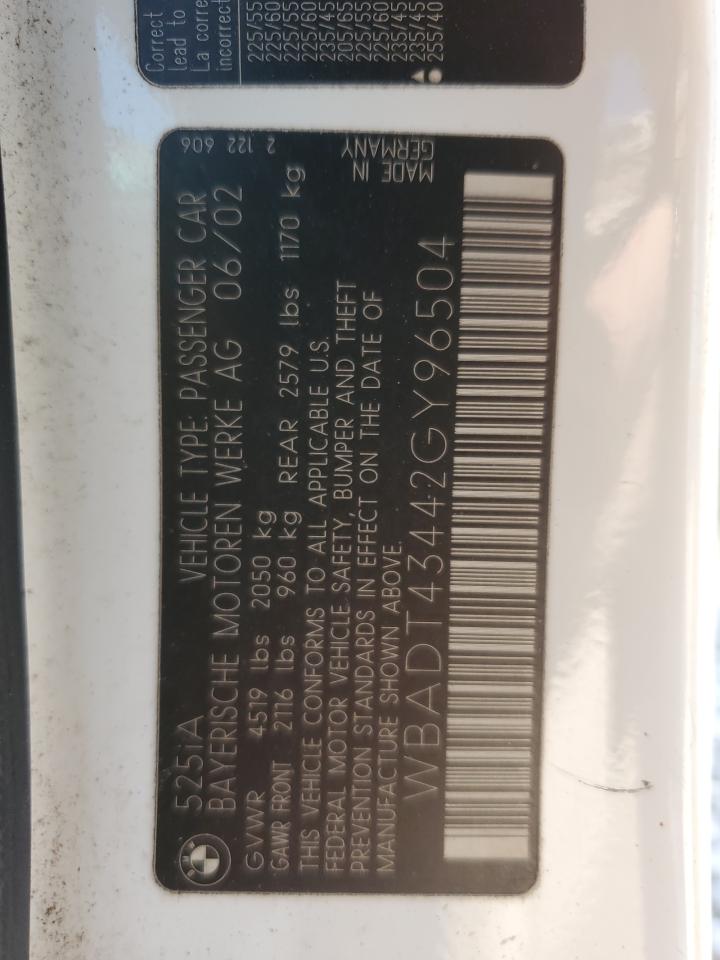 Correct
lead to
La corre
incorrec
225/55
225/60
225/55
225/60
235/45
205/65
225/55
225/60
235/45
235/45
255/40
525iA VEHICLE TYPE: PASSENGER CAR
BAYERISCHE MOTOREN WERKE AG 06/02
GVWR 4519 lbs 2050 kg
GAWR FRONT 2116 lbs 960 kg REAR 2579 lbs 1170 kg
THIS VEHICLE CONFORMS TO ALL APPLICABLE U.S.
FEDERAL MOTOR VEHICLE SAFETY, BUMPER AND THEFT
PREVENTION STANDARDS IN EFFECT ON THE DATE OF
MANUFACTURE SHOWN ABOVE.
WBADT43442GY96504
2 122 606
MADE IN
GERMANY
BMW